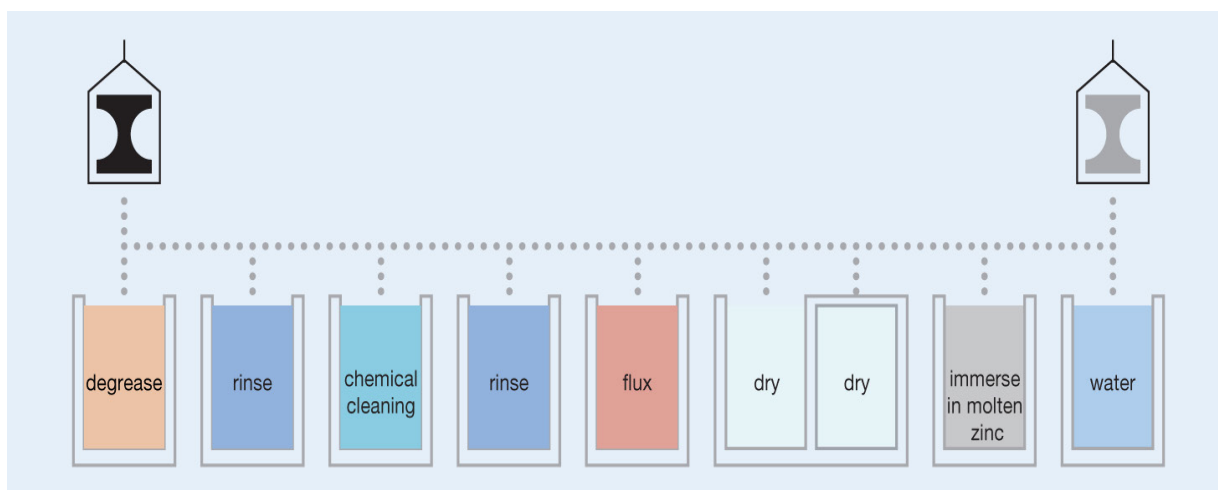 degrease
rinse
chemical
cleaning
rinse
flux
dry
dry
immerse
in molten
zinc
water